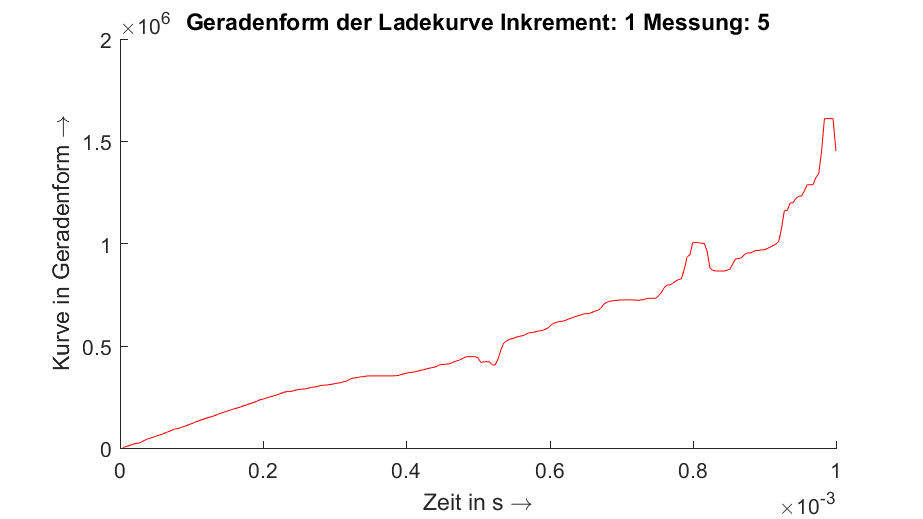 ×10^6 Geradenform der Ladekurve Inkrement: 1 Messung: 5
2
1.5
1
0.5
0
Kurve in Geradenform →
0 0.2 0.4 0.6 0.8 1
Zeit in s →
×10^-3